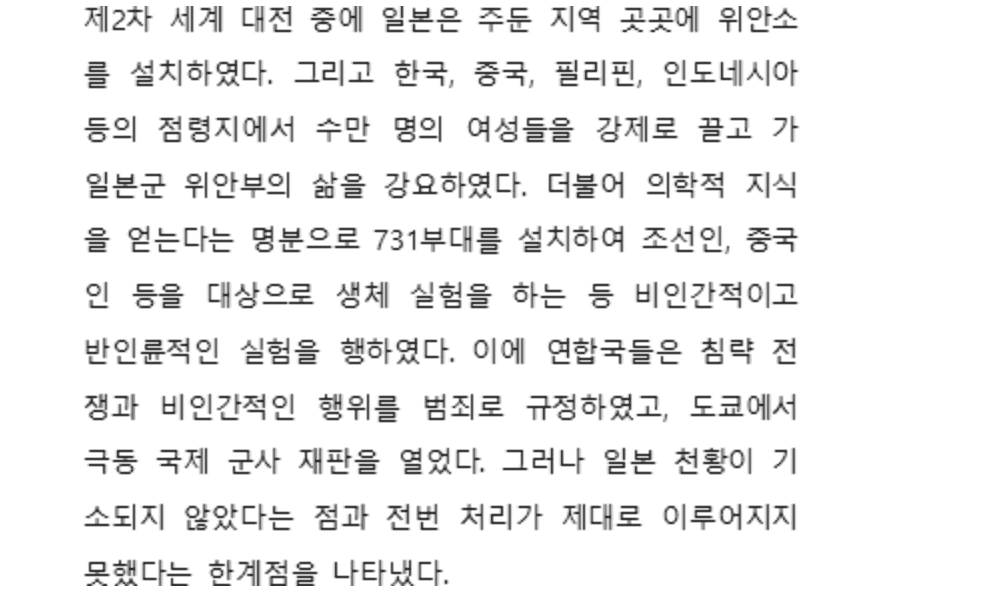 제2차 세계 대전 중에 일본은 주둔 지역 곳곳에 위안소
를 설치하였다. 그리고 한국, 중국, 필리핀, 인도네시아
등의 점령지에서 수만 명의 여성들을 강제로 끌고 가
일본군 위안부의 삶을 강요하였다. 더불어 의학적 지식
을 얻는다는 명분으로 731부대를 설치하여 조선인, 중국
인 등을 대상으로 생체 실험을 하는 등 비인간적이고
반인륜적인 실험을 행하였다. 이에 연합국들은 침략 전
쟁과 비인간적인 행위를 범죄로 규정하였고, 도쿄에서
극동 국제 군사 재판을 열었다. 그러나 일본 천황이 기
소되지 않았다는 점과 전번 처리가 제대로 이루어지지
못했다는 한계점을 나타냈다.